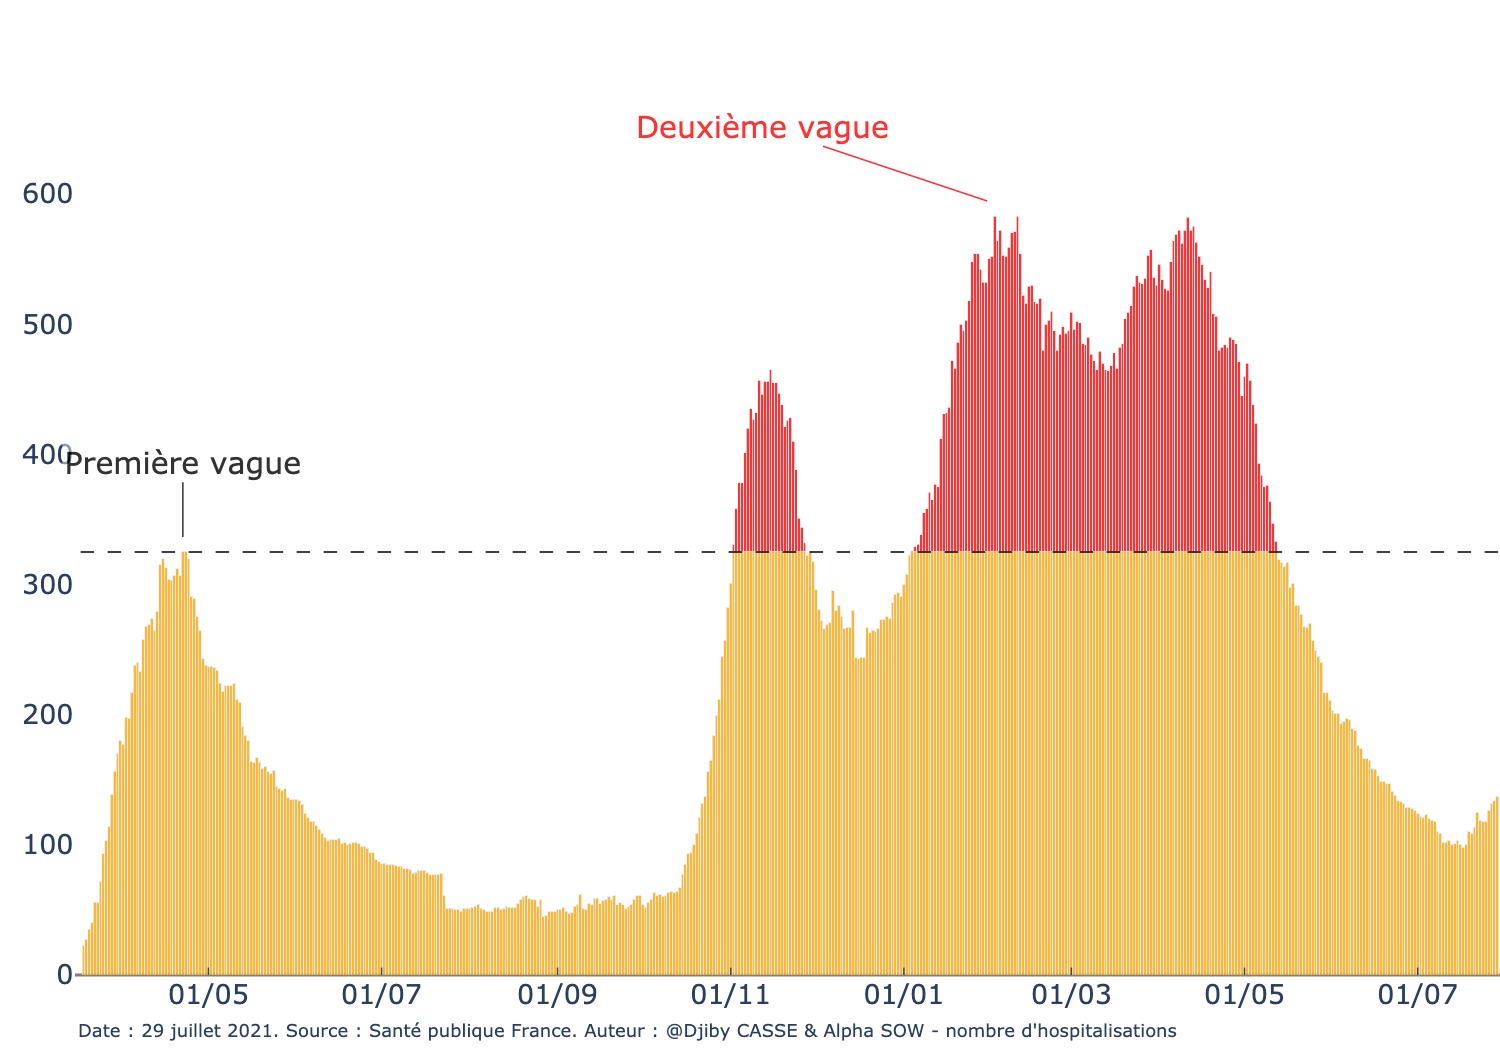 Deuxième vague
600
500
400
Première vague
300
200
100
0
01/05 01/07 01/09 01/11 01/01 01/03 01/05 01/07
Date : 29 juillet 2021. Source : Santé publique France. Auteur : @Djiby CASSE & Alpha SOW - nombre d'hospitalisations